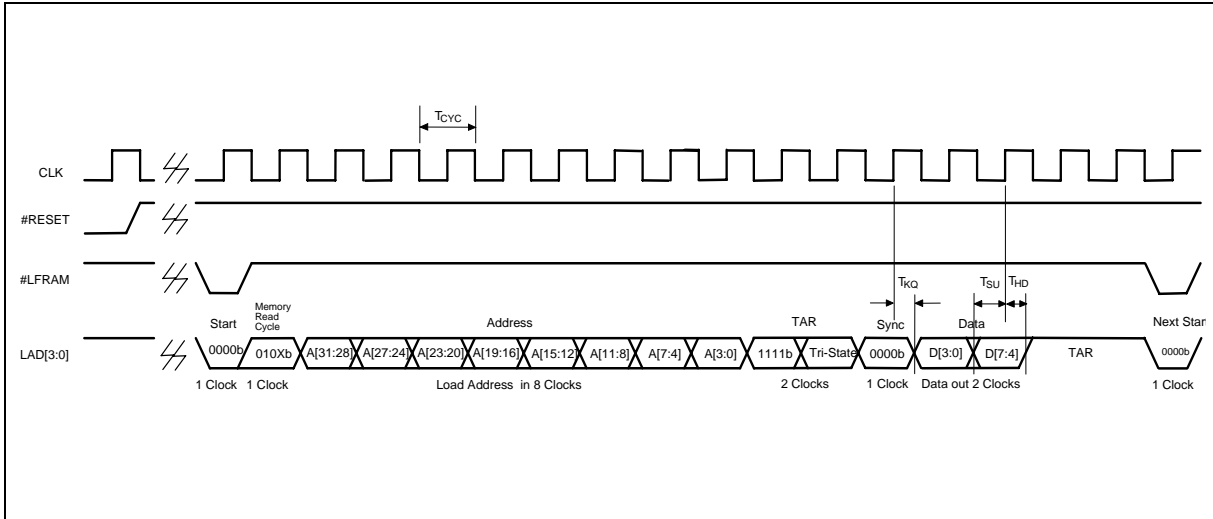 TCYC
CLK
#RESET
#LFRAM
TKQ TSU THD
Start Memory Read Cycle Address TAR Sync Data Next Start
LAD[3:0] 0000b 010Xb A[31:28] A[27:24] A[23:20] A[19:16] A[15:12] A[11:8] A[7:4] A[3:0] 1111b Tri-State 0000b D[3:0] D[7:4] TAR 0000b
1 Clock 1 Clock Load Address in 8 Clocks 2 Clocks 1 Clock Data out 2 Clocks 1 Clock